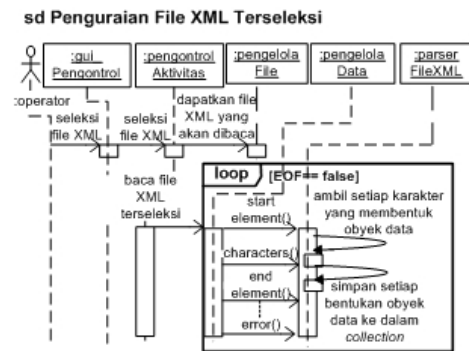 sd Penguraian File XML Terseleksi
:gui_
Pengontrol
:pengontrol
Aktivitas
:pengelola
File
:pengelola
Data
:parser
FileXML
:operator
seleksi
file XML
seleksi
file XML
dapatkan file
XML yang
akan dibaca
baca file
XML
terseleksi
loop
[EOF== false]
start
element()
characters()
end
element()
error()
ambil setiap karakter
yang membentuk
obyek data
simpan setiap
bentukan obyek
data ke dalam
collection